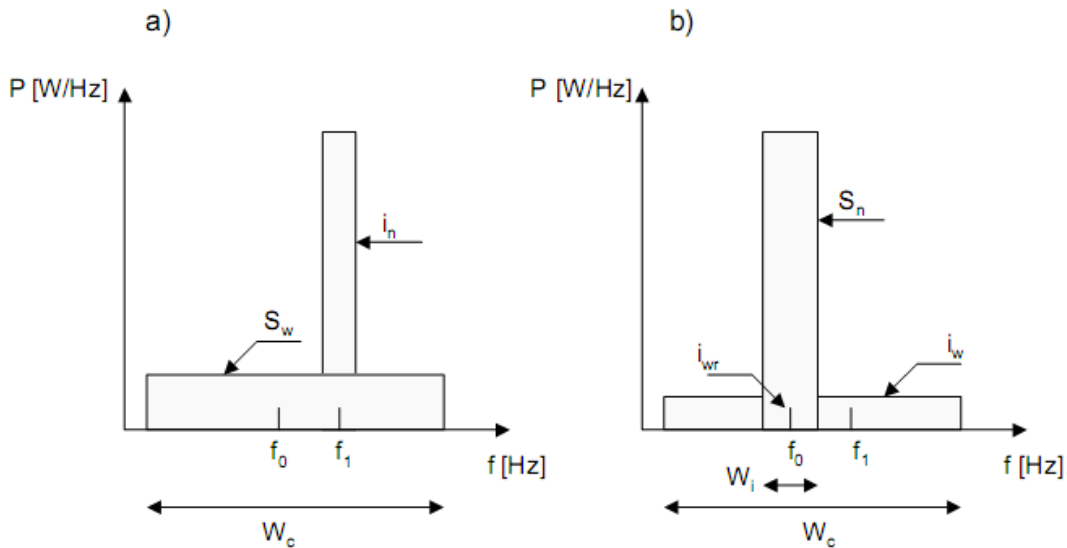 a)
P [W/Hz]
i_n
S_w
f_0
f_1
f [Hz]
W_c
b)
P [W/Hz]
S_n
i_wr
i_w
f_0
f_1
f [Hz]
W_i
W_c